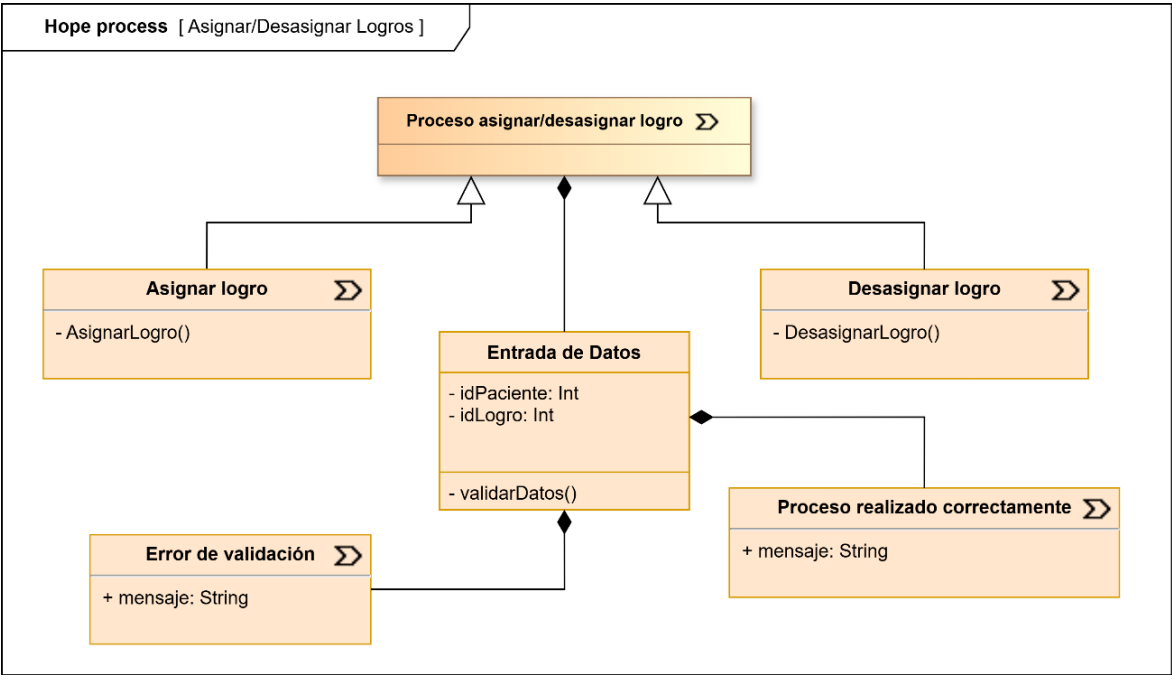 Hope process [ Asignar/Desasignar Logros ]
Proceso asignar/desasignar logro
Asignar logro
- AsignarLogro()
Desasignar logro
- DesasignarLogro()
Entrada de Datos
- idPaciente: Int
- idLogro: Int
- validarDatos()
Proceso realizado correctamente
+ mensaje: String
Error de validación
+ mensaje: String